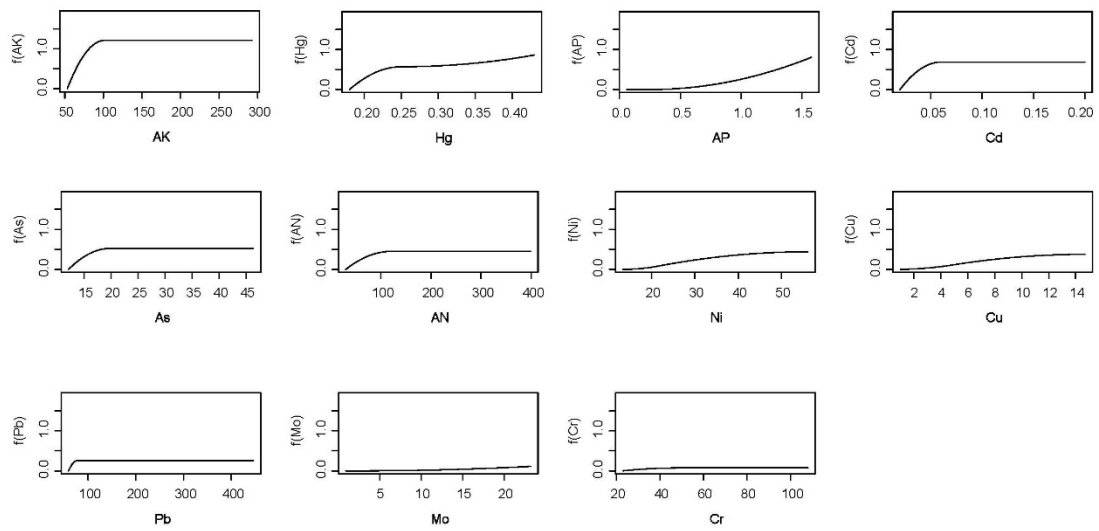 f(AK)
1.0
0.0
50 100 150 200 250 300
AK
f(Hg)
1.0
0.0
0.20 0.25 0.30 0.35 0.40
Hg
f(AP)
1.0
0.0
0.0 0.5 1.0 1.5
AP
f(Cd)
1.0
0.0
0.05 0.10 0.15 0.20
Cd
f(As)
1.0
0.0
15 20 25 30 35 40 45
As
f(AN)
1.0
0.0
100 200 300 400
AN
f(Ni)
1.0
0.0
20 30 40 50
Ni
f(Cu)
1.0
0.0
2 4 6 8 10 12 14
Cu
f(Pb)
1.0
0.0
100 200 300 400
Pb
f(Mo)
1.0
0.0
5 10 15 20
Mo
f(Cr)
1.0
0.0
20 40 60 80 100
Cr